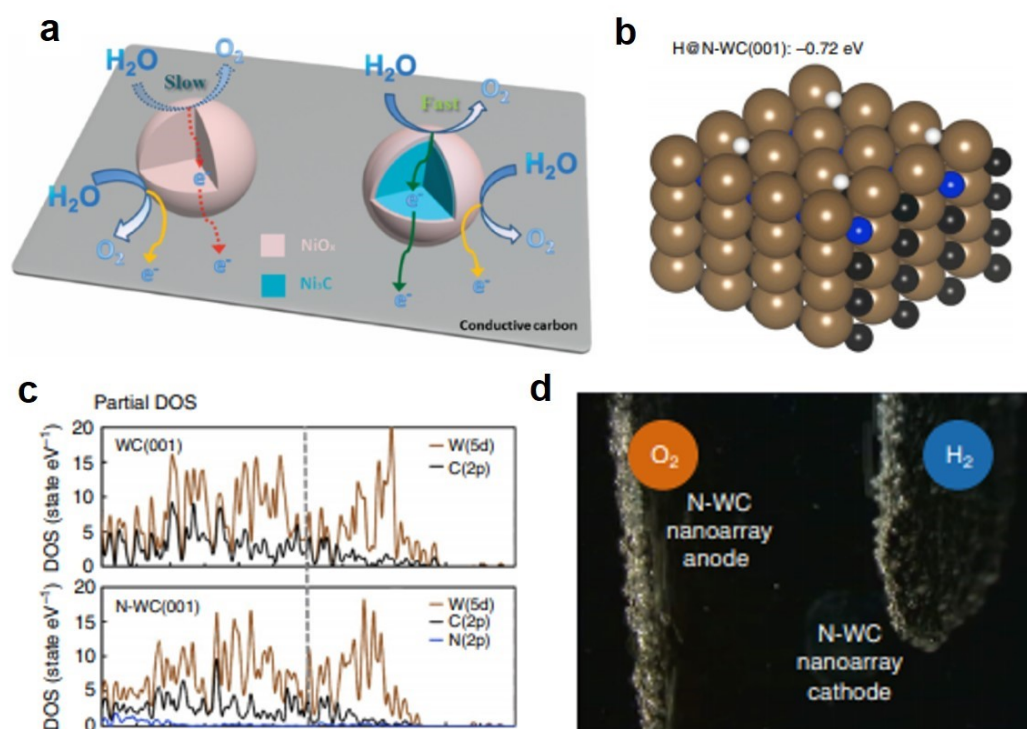 a
H₂O
O₂
Slow
H₂O
O₂
e⁻
e⁻
e⁻
H₂O
O₂
Fast
H₂O
O₂
e⁻
e⁻
e⁻
NiOₓ
Ni₃C
Conductive carbon
b
H@N-WC(001): –0.72 eV
c
Partial DOS
DOS (state eV⁻¹)
20
15
10
5
0
WC(001)
W(5d)
C(2p)
DOS (state eV⁻¹)
20
15
10
5
0
N-WC(001)
W(5d)
C(2p)
N(2p)
d
O₂
N-WC
nanoarray
anode
H₂
N-WC
nanoarray
cathode